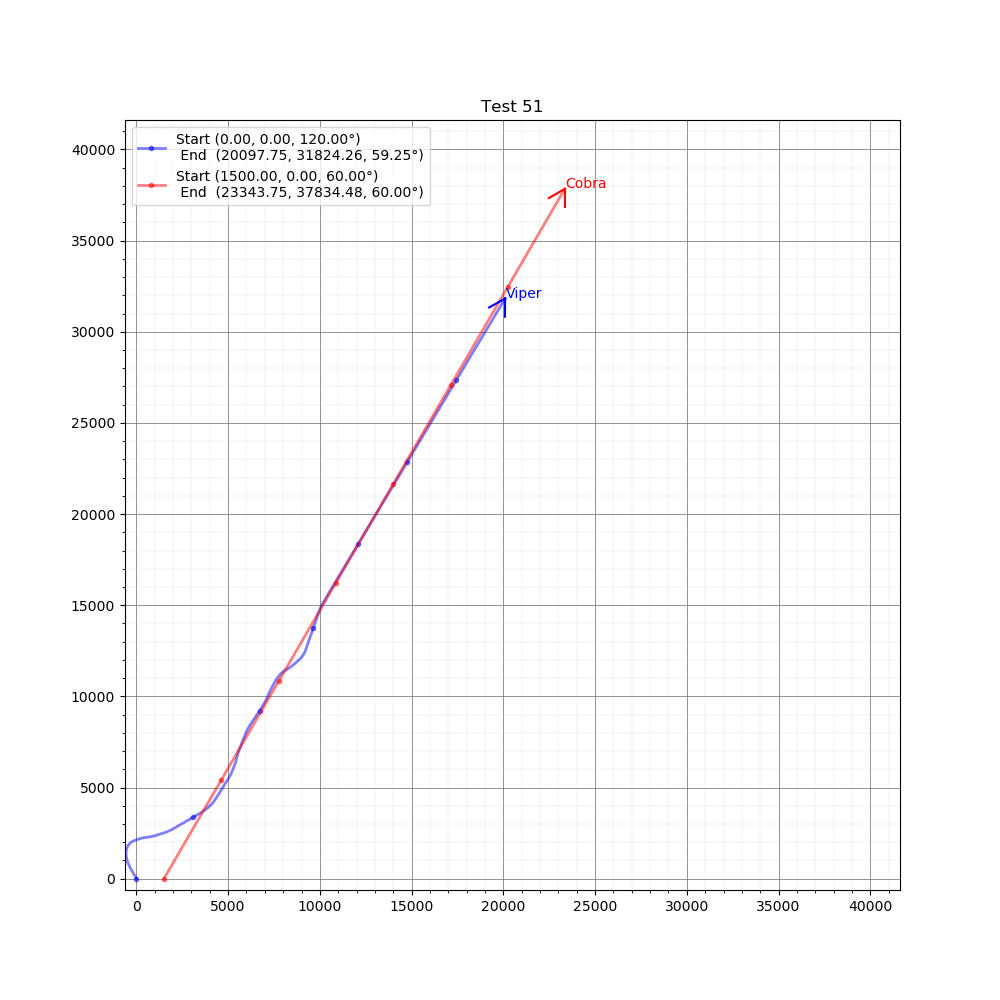 Test 51
Start (0.00, 0.00, 120.00°)
End  (20097.75, 31824.26, 59.25°)
Start (1500.00, 0.00, 60.00°)
End  (23343.75, 37834.48, 60.00°)
40000
Cobra
35000
Viper
30000
25000
20000
15000
10000
5000
0
0 5000 10000 15000 20000 25000 30000 35000 40000